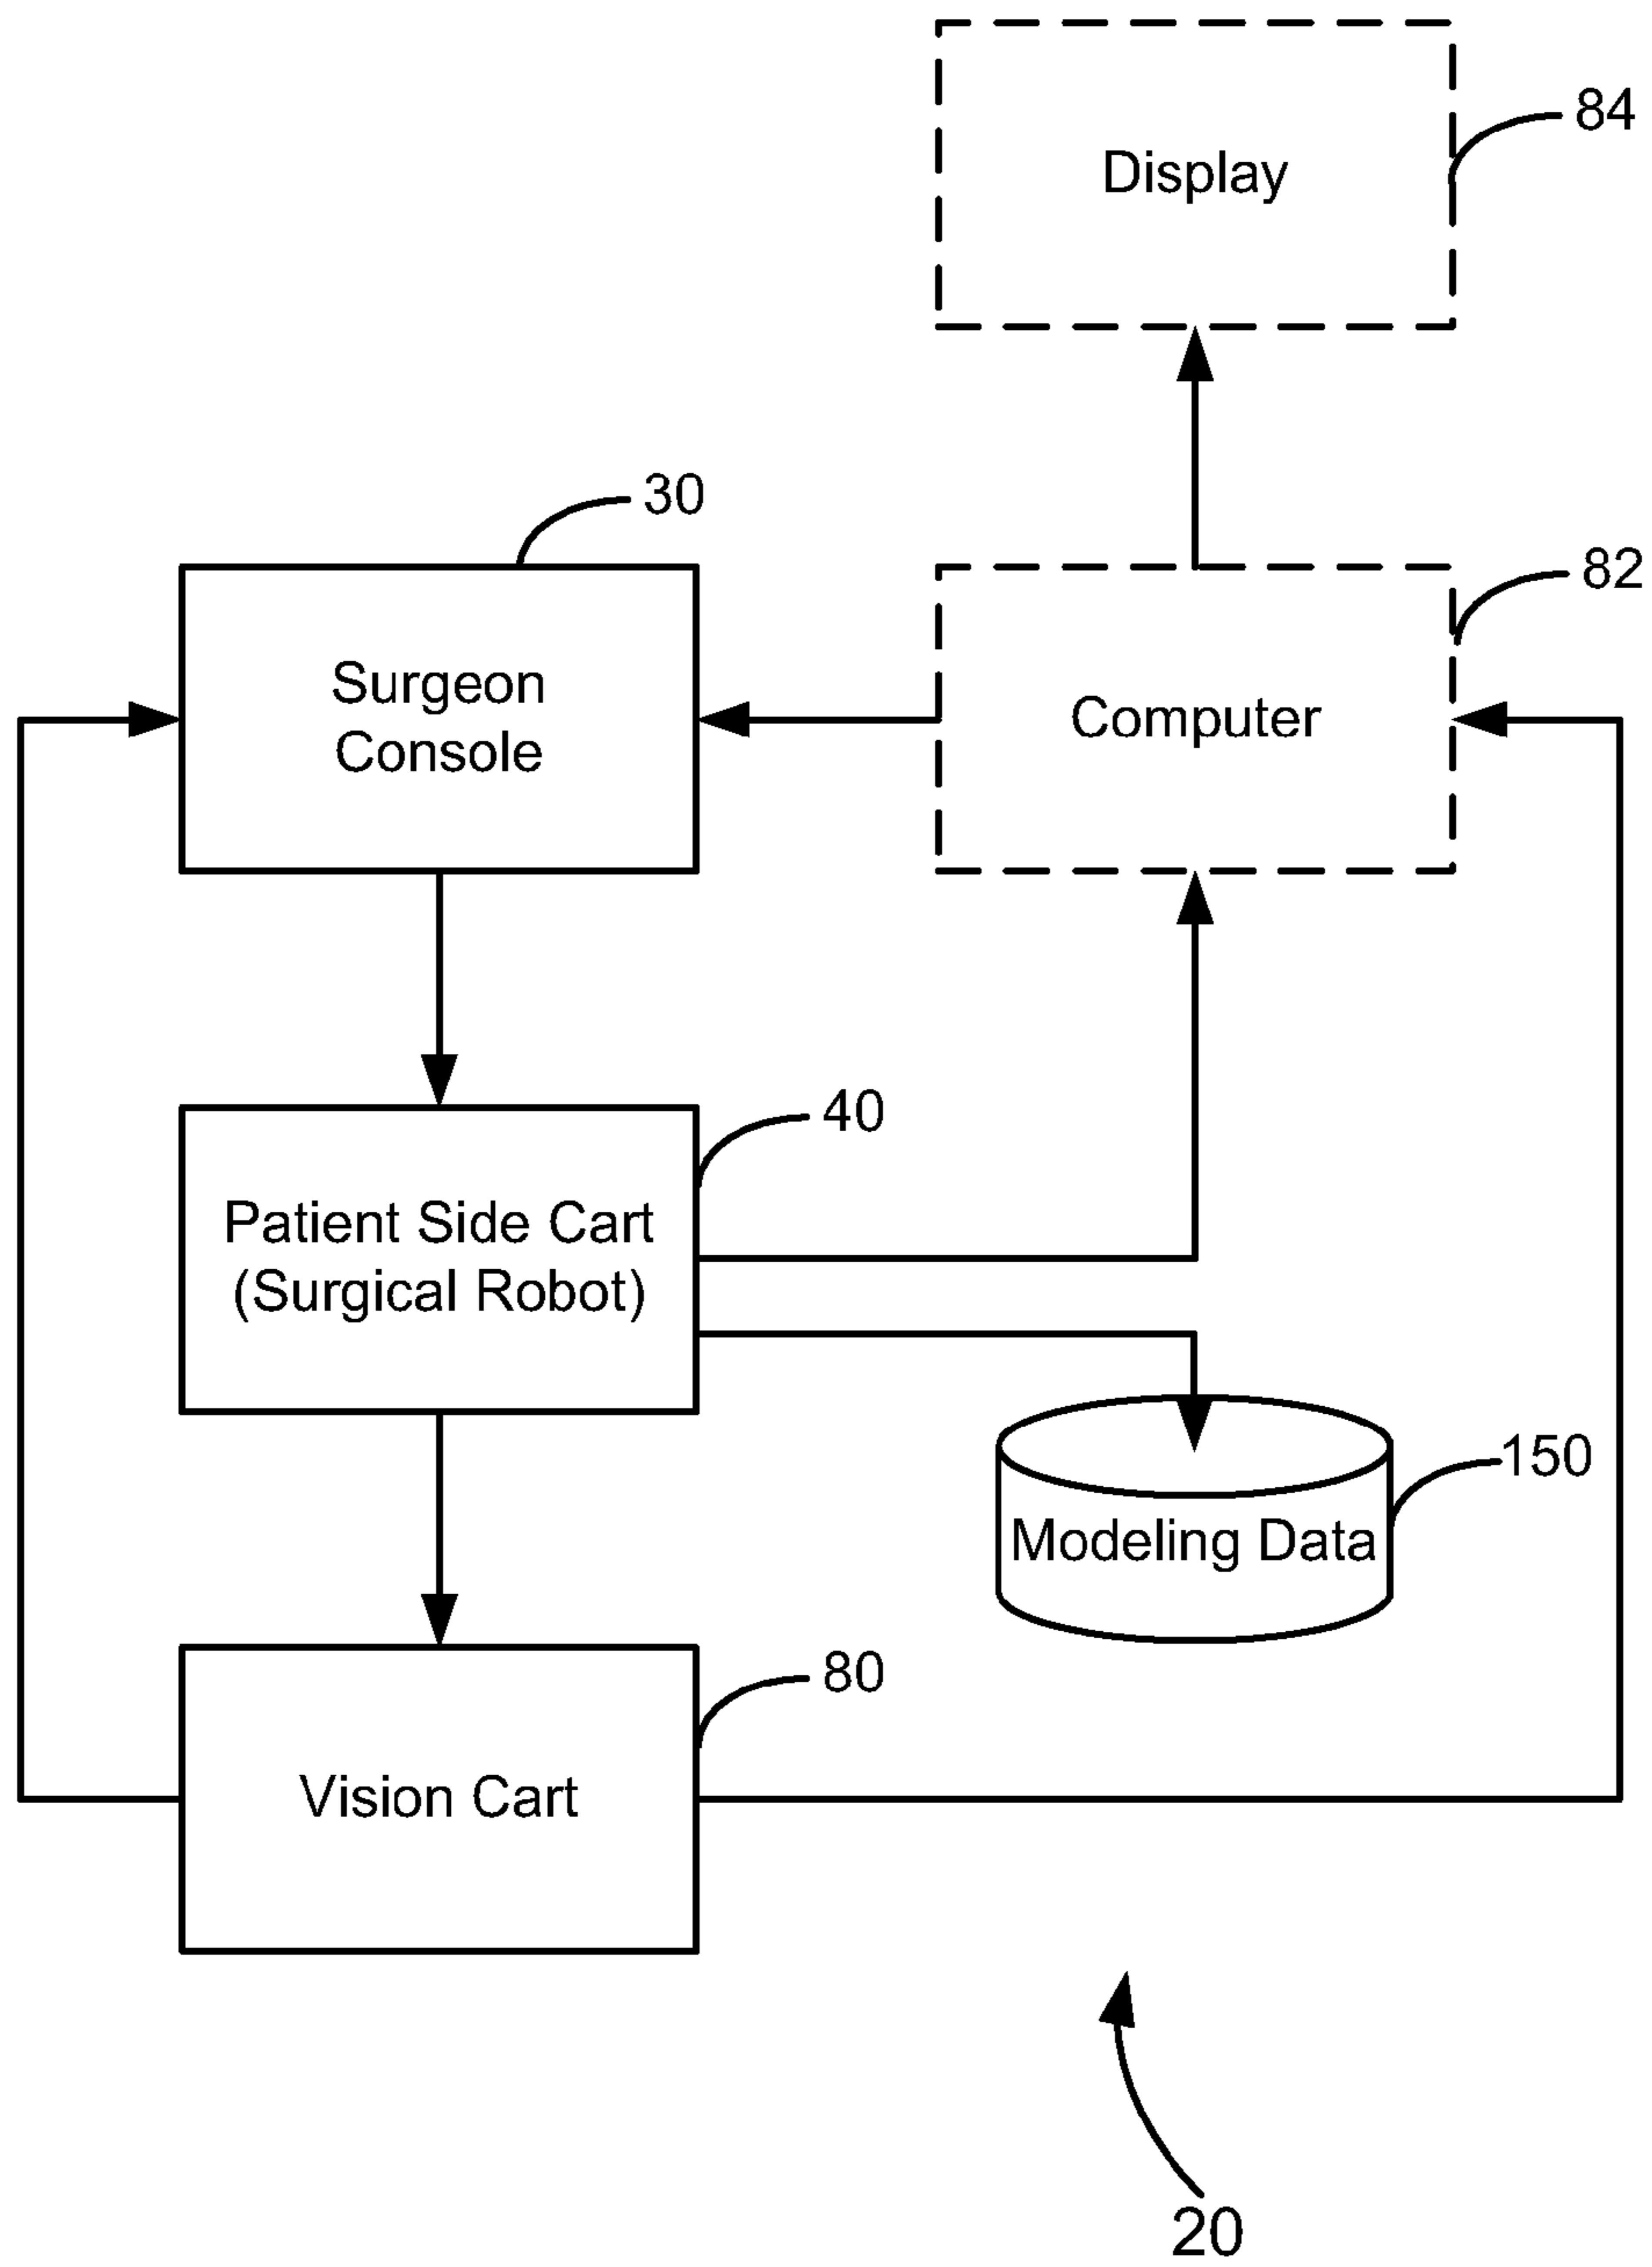 84
Display
30
82
Surgeon
Console
Computer
40
Patient Side Cart
(Surgical Robot)
150
Modeling Data
80
Vision Cart
20